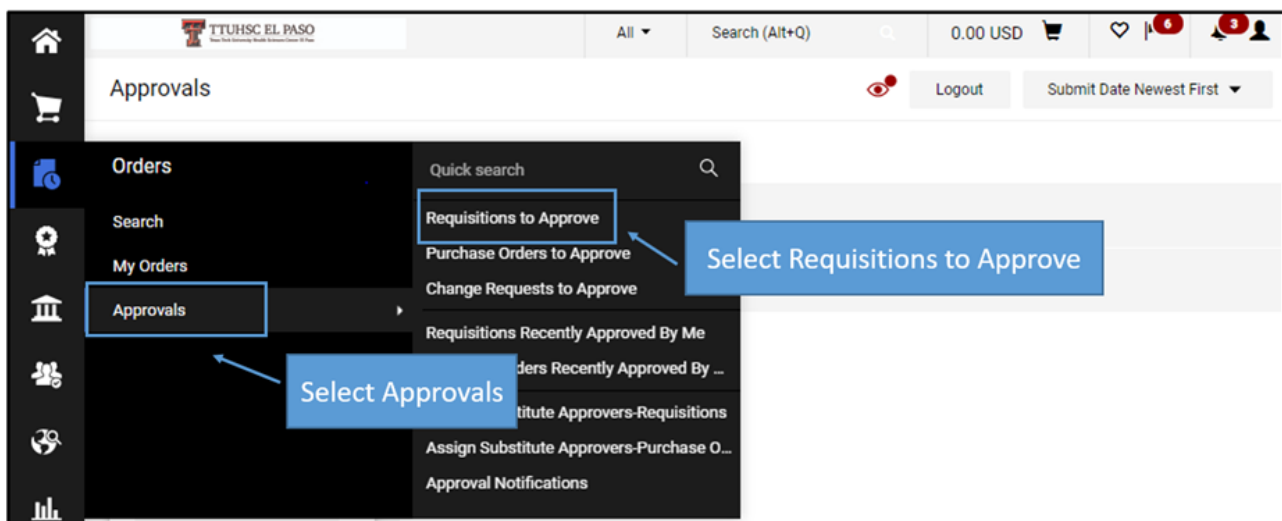 TTUHSC EL PASO
All
Search (Alt+Q)
0.00 USD
6
3
Approvals
Logout
Submit Date Newest First
Orders
Search
My Orders
Approvals
Select Approvals
Quick search
Requisitions to Approve
Select Requisitions to Approve
Purchase Orders to Approve
Change Requests to Approve
Requisitions Recently Approved By Me
ders Recently Approved By ...
titute Approvers-Requisitions
Assign Substitute Approvers-Purchase O...
Approval Notifications